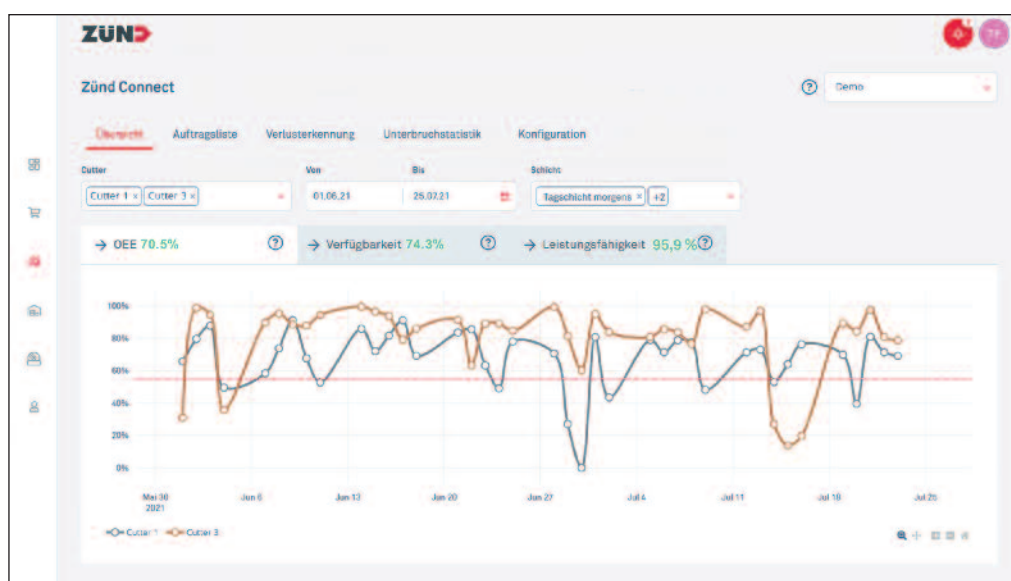 ZÜND
Zünd Connect
Demo
Übersicht Auftragsliste Verlusterkennung Unterbruchstatistik Konfiguration
Cutter Von Bis Schicht
Cutter 1 × Cutter 3 × 01.06.21 25.07.21 Tagschicht morgens × +2
→ OEE 70.5% → Verfügbarkeit 74.3% → Leistungsfähigkeit 95,9 %
100%
80%
60%
40%
20%
0%
Mai 30 Jun 6 Jun 13 Jun 20 Jun 27 Jul 4 Jul 11 Jul 18 Jul 25
2021
Cutter 1 Cutter 3